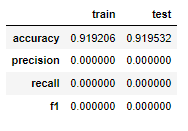 train test
accuracy 0.919206 0.919532
precision 0.000000 0.000000
recall 0.000000 0.000000
f1 0.000000 0.000000